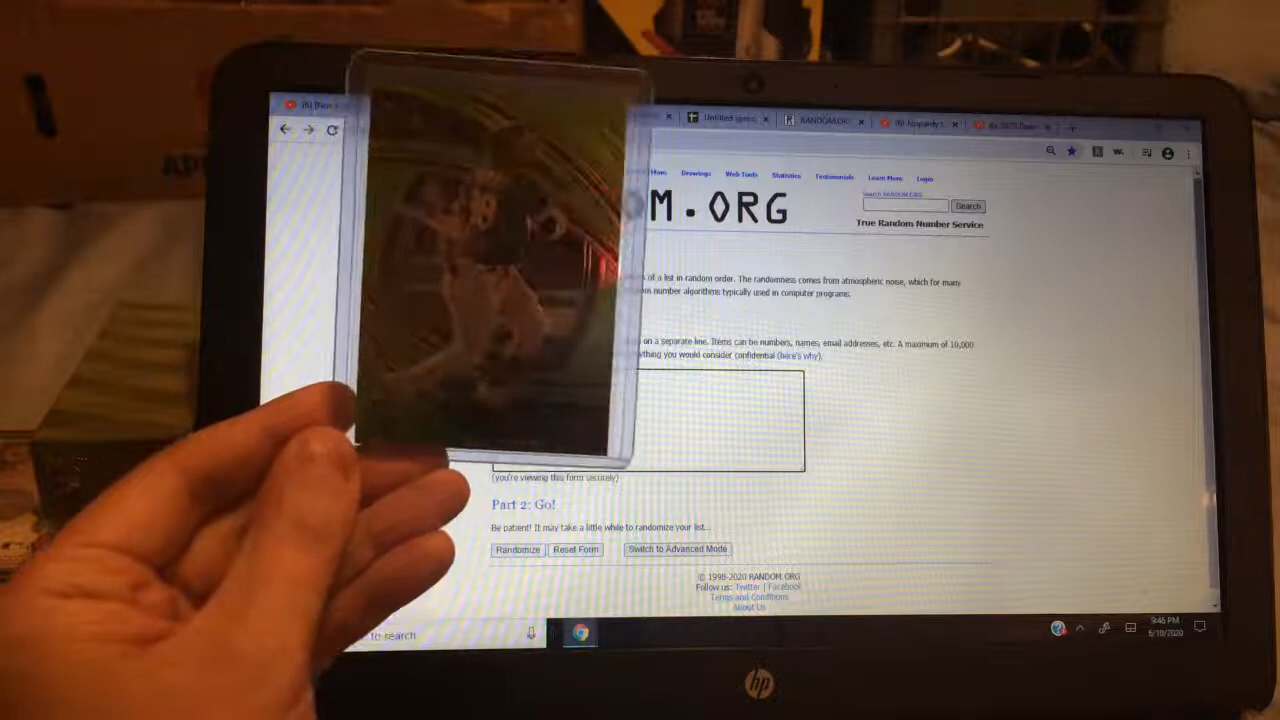 Untitled
RANDOM.ORG
Home Drawings Web Tools Statistics Testimonials Learn More Login
Search RANDOM.ORG
Search
M.ORG
True Random Number Service
of a list in random order. The randomness comes from atmospheric noise, which for many
number algorithms typically used in computer programs.
on a separate line. Items can be numbers, names, email addresses, etc. A maximum of 10,000
thing you would consider confidential (here's why).
(you're viewing this form securely)
Part 2: Go!
Be patient! It may take a little while to randomize your list...
Randomize Reset Form Switch to Advanced Mode
© 1998-2020 RANDOM.ORG
Follow us: Twitter | Facebook
Terms and Conditions
About Us
to search
9:46 PM
6/10/2020
hp